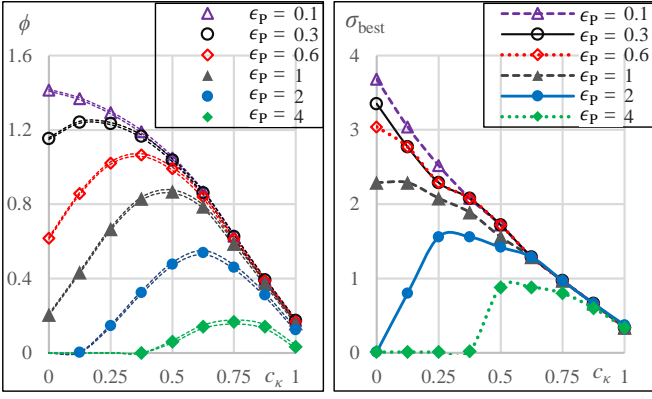 ϕ
ϵP = 0.1
ϵP = 0.3
ϵP = 0.6
ϵP = 1
ϵP = 2
ϵP = 4
1.6
1.2
0.8
0.4
0
0 0.25 0.5 0.75 cκ 1
σbest
ϵP = 0.1
ϵP = 0.3
ϵP = 0.6
ϵP = 1
ϵP = 2
ϵP = 4
4
3
2
1
0
0 0.25 0.5 0.75 cκ 1